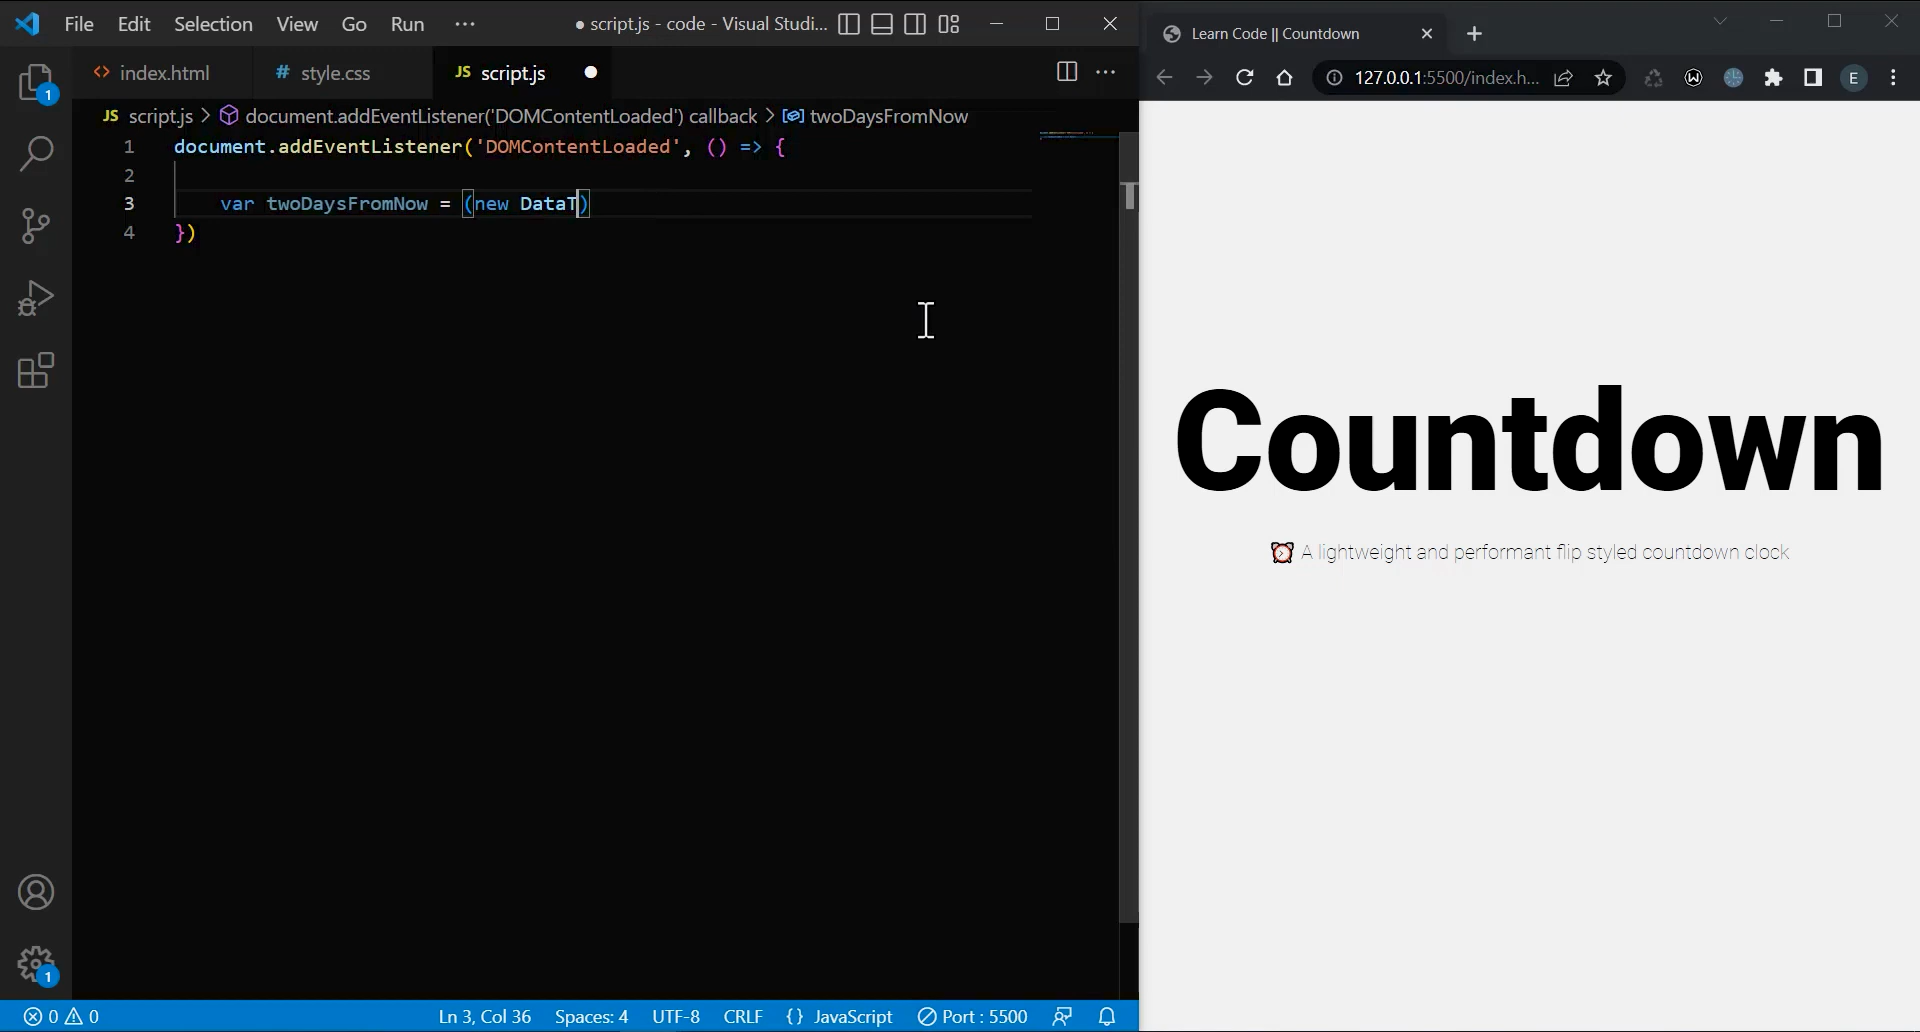 File Edit Selection View Go Run ··· ● script.js - code - Visual Studi...
index.html # style.css JS script.js ●
JS script.js > document.addEventListener('DOMContentLoaded') callback > twoDaysFromNow
1 document.addEventListener('DOMContentLoaded', () => {
2
3 var twoDaysFromNow = (new DataT)
4 })
1
1
⊗ 0 ⚠ 0 Ln 3, Col 36 Spaces: 4 UTF-8 CRLF {} JavaScript Port : 5500
Learn Code || Countdown
127.0.0.1:5500/index.h... E
Countdown
⏰ A lightweight and performant flip styled countdown clock